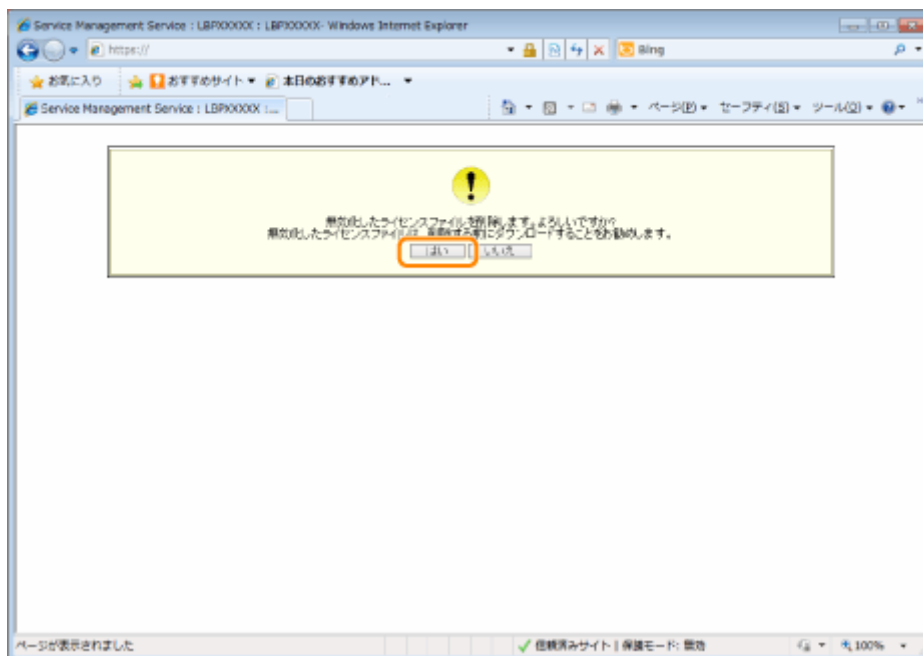 Service Management Service : LBPXXXXX : LBPXXXXX- Windows Internet Explorer
https://
Bing
お気に入り おすすめサイト 本日のおすすめアド...
Service Management Service : LBPXXXXX :...
ページ(P) セーフティ(S) ツール(O)
無効化したライセンスファイルを削除します。よろしいですか?
無効化したライセンスファイルは、削除する前にダウンロードすることをお勧めします。
はい いいえ
ページが表示されました
信頼済みサイト | 保護モード: 無効
100%